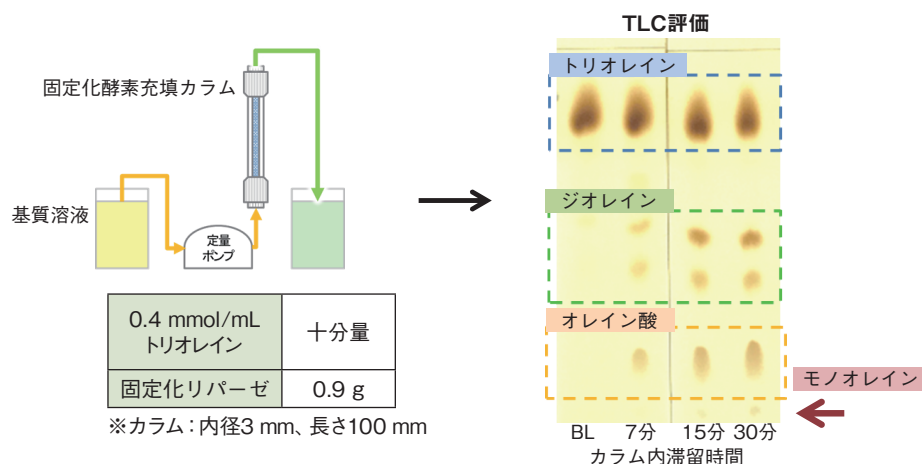 固定化酵素充填カラム
基質溶液
定量
ポンプ
0.4 mmol/mL
トリオレイン
十分量
固定化リパーゼ
0.9 g
※カラム：内径3 mm、長さ100 mm
TLC評価
トリオレイン
ジオレイン
オレイン酸
モノオレイン
BL 7分 15分 30分
カラム内滞留時間